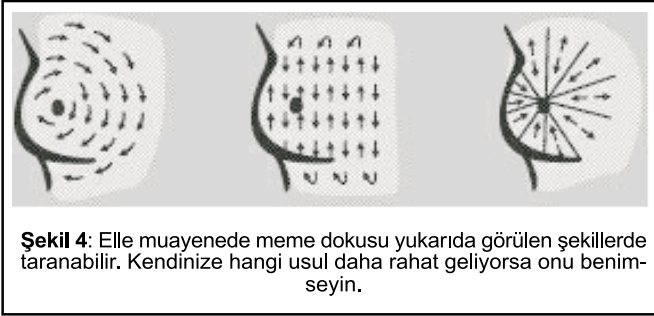 Şekil 4: Elle muayenede meme dokusu yukarıda görülen şekillerde
taranabilir. Kendinize hangi usul daha rahat geliyorsa onu benim-
seyin.